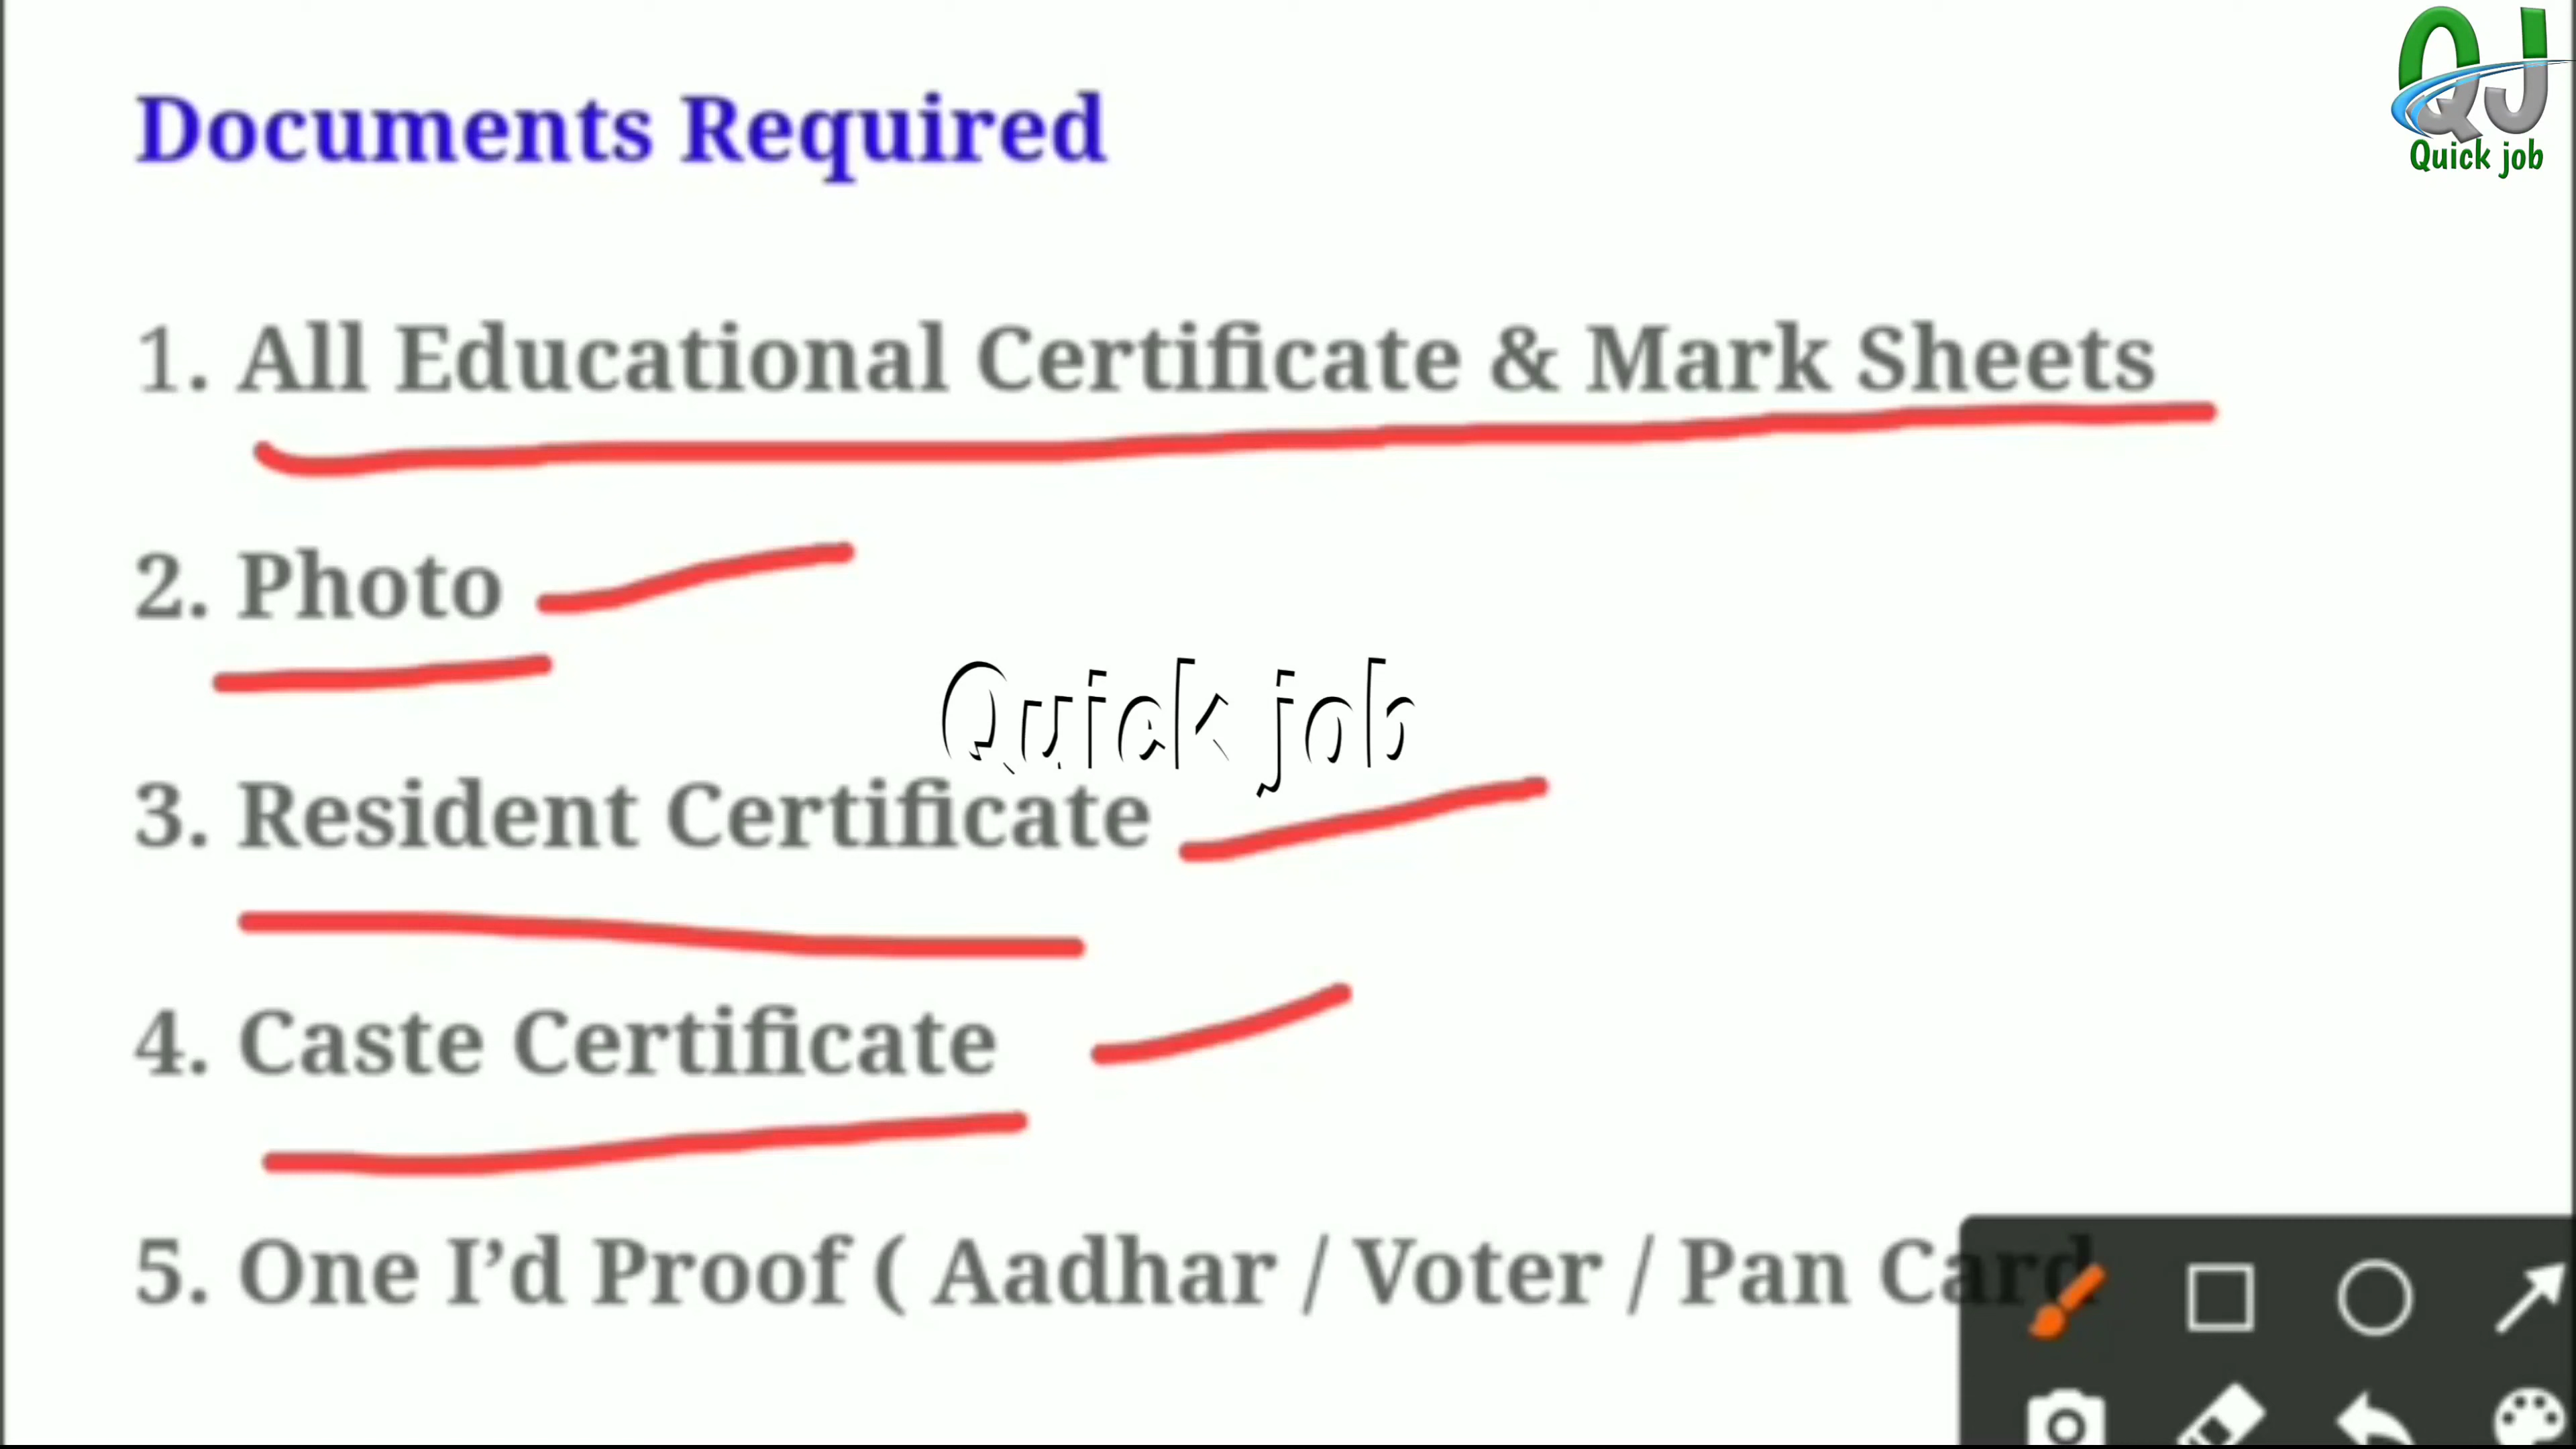 QJ
Quick job
Documents Required
1. All Educational Certificate & Mark Sheets
2. Photo
Quick job
3. Resident Certificate
4. Caste Certificate
5. One I’d Proof ( Aadhar / Voter / Pan Card